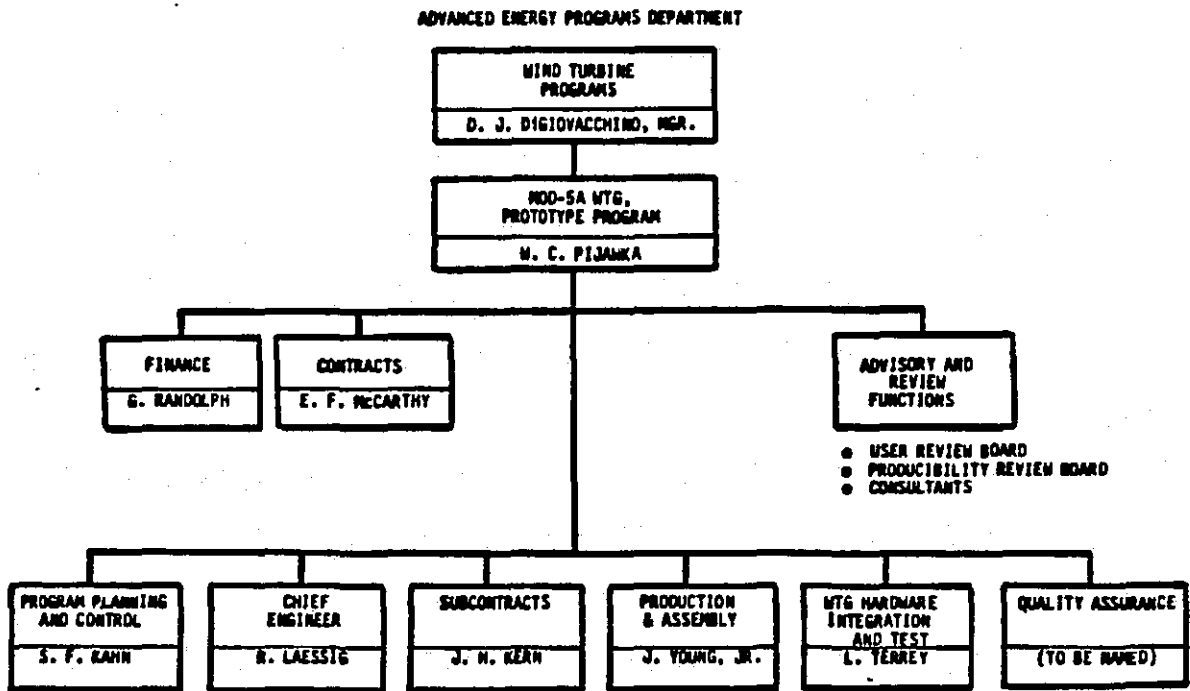 ADVANCED ENERGY PROGRAMS DEPARTMENT
WIND TURBINE
PROGRAMS
D. J. DIGIOVACCHINO, MGR.
MOD-5A WTG,
PROTOTYPE PROGRAM
W. C. PIJAWKA
FINANCE
G. RANDOLPH
CONTRACTS
E. F. McCARTHY
ADVISORY AND
REVIEW
FUNCTIONS
● USER REVIEW BOARD
● PRODUCIBILITY REVIEW BOARD
● CONSULTANTS
PROGRAM PLANNING
AND CONTROL
S. F. KAHN
CHIEF
ENGINEER
R. LAESSIG
SUBCONTRACTS
J. H. KERN
PRODUCTION
& ASSEMBLY
J. YOUNG, JR.
WTG HARDWARE
INTEGRATION
AND TEST
L. TERREY
QUALITY ASSURANCE
(TO BE NAMED)